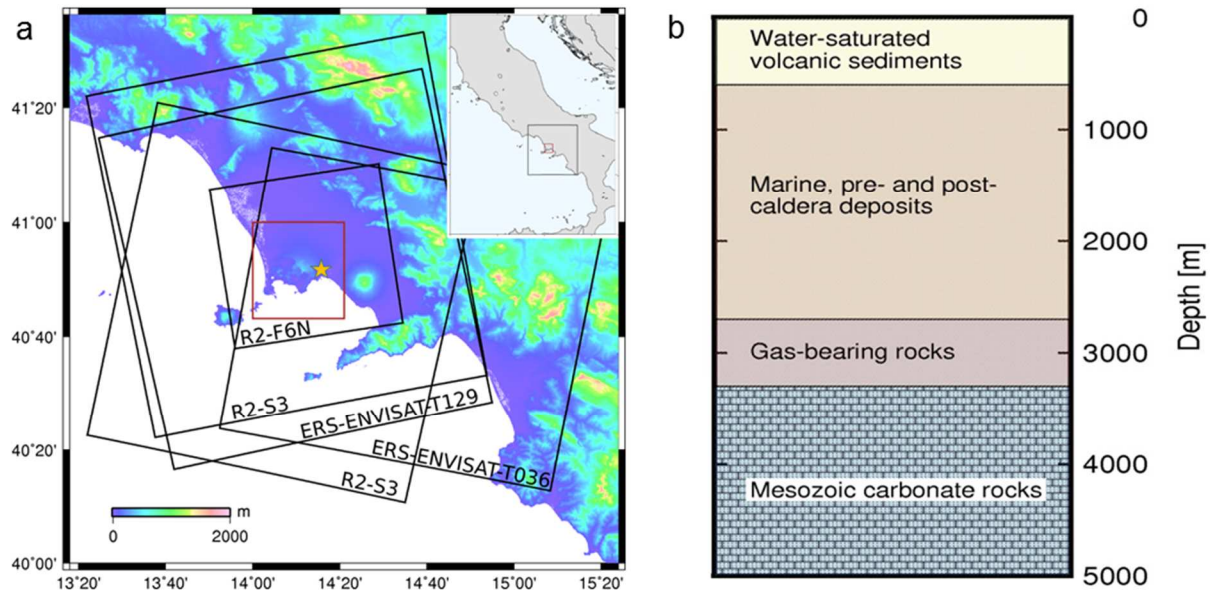 a
41˚20'
41˚00'
40˚40'
40˚20'
40˚00'
13˚20'
13˚40'
14˚00'
14˚20'
14˚40'
15˚00'
15˚20'
R2-F6N
R2-S3
ERS-ENVISAT-T129
ERS-ENVISAT-T036
R2-S3
m
0
2000
b
Water-saturated
volcanic sediments
Marine, pre- and post-
caldera deposits
Gas-bearing rocks
Mesozoic carbonate rocks
0
1000
2000
3000
4000
5000
Depth [m]